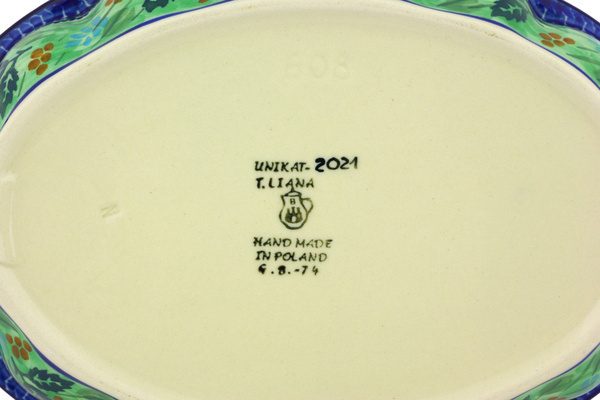 UNIKAT-2021
T. LIANA
HAND MADE
IN POLAND
G.B.-74